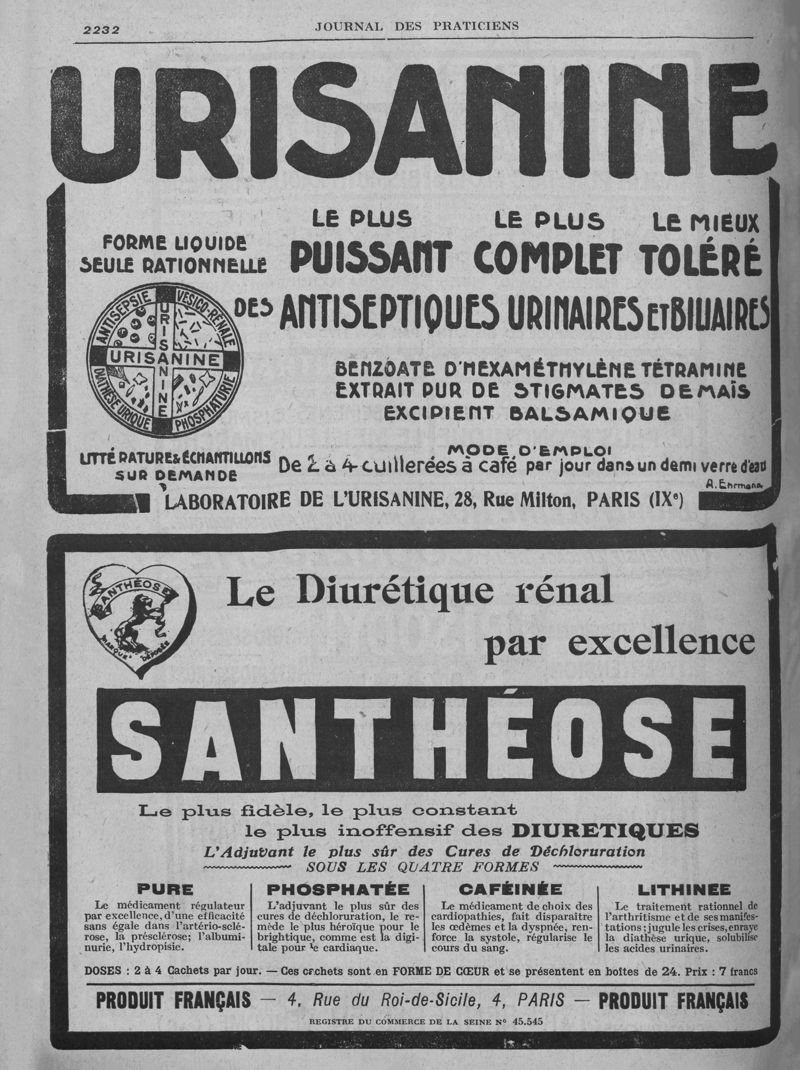 2232
JOURNAL DES PRATICIENS
URISANINE
FORME LIQUIDE
SEULE RATIONNELLE
LE PLUS LE PLUS LE MIEUX
PUISSANT COMPLET TOLÉRÉ
DES ANTISEPTIQUES URINAIRES ET BILIAIRES
ANTISEPSIE VESICO-RÉNALE
URISANINE
URISANINE
DIATHÈSE URIQUE PHOSPHATURIE
BENZOATE D'HEXAMÉTHYLÈNE TÉTRAMINE
EXTRAIT PUR DE STIGMATES DE MAÏS
EXCIPIENT BALSAMIQUE
LITTÉRATURE & ÉCHANTILLONS
SUR DEMANDE
MODE D'EMPLOI
De 2 à 4 cuillerées à café par jour dans un demi verre d'eau
A. Ehrmann
LABORATOIRE DE L'URISANINE, 28, Rue Milton, PARIS (IXe)
SANTHÉOSE
MARQUE DÉPOSÉE
Le Diurétique rénal
par excellence
SANTHÉOSE
Le plus fidèle, le plus constant
le plus inoffensif des DIURETIQUES
L'Adjuvant le plus sûr des Cures de Déchloruration
SOUS LES QUATRE FORMES
PURE
Le médicament régulateur
par excellence, d'une efficacité
sans égale dans l'artério-sclé-
rose, la présclérose; l'albumi-
nurie, l'hydropisie.
PHOSPHATÉE
L'adjuvant le plus sûr des
cures de déchloruration, le re-
mède le plus héroïque pour le
brightique, comme est la digi-
tale pour le cardiaque.
CAFÉINÉE
Le médicament de choix des
cardiopathies, fait disparaître
les œdèmes et la dyspnée, ren-
force la systole, régularise le
cours du sang.
LITHINÉE
Le traitement rationnel de
l'arthritisme et de ses manifes-
tations; jugule les crises, enraye
la diathèse urique, solubilise
les acides urinaires.
DOSES : 2 à 4 Cachets par jour. — Ces cachets sont en FORME DE CŒUR et se présentent en boîtes de 24. Prix : 7 francs
PRODUIT FRANÇAIS — 4, Rue du Roi-de-Sicile, 4, PARIS — PRODUIT FRANÇAIS
REGISTRE DU COMMERCE DE LA SEINE No 45.545